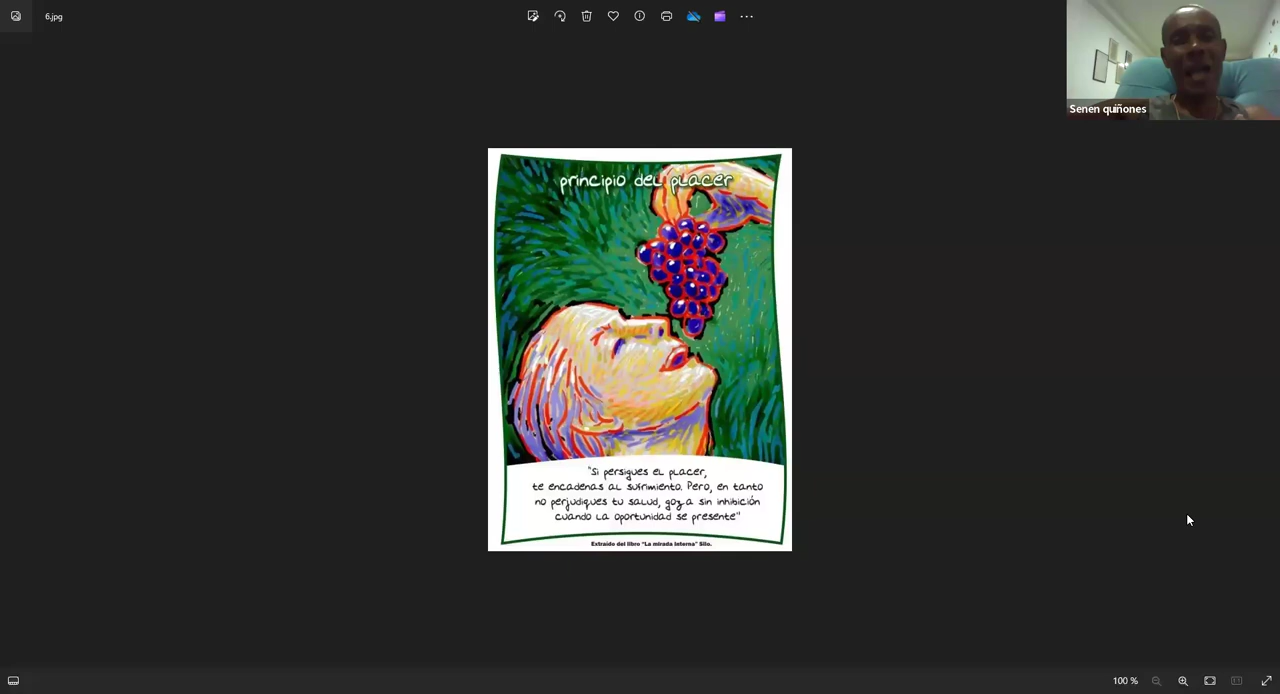 6.jpg
Senen quiñones
principio del placer
"Si persigues el placer,
te encadenas al sufrimiento. Pero, en tanto
no perjudiques tu salud, goza sin inhibición
cuando la oportunidad se presente"
Extraído del libro "La mirada Interna" Silo.
100 %